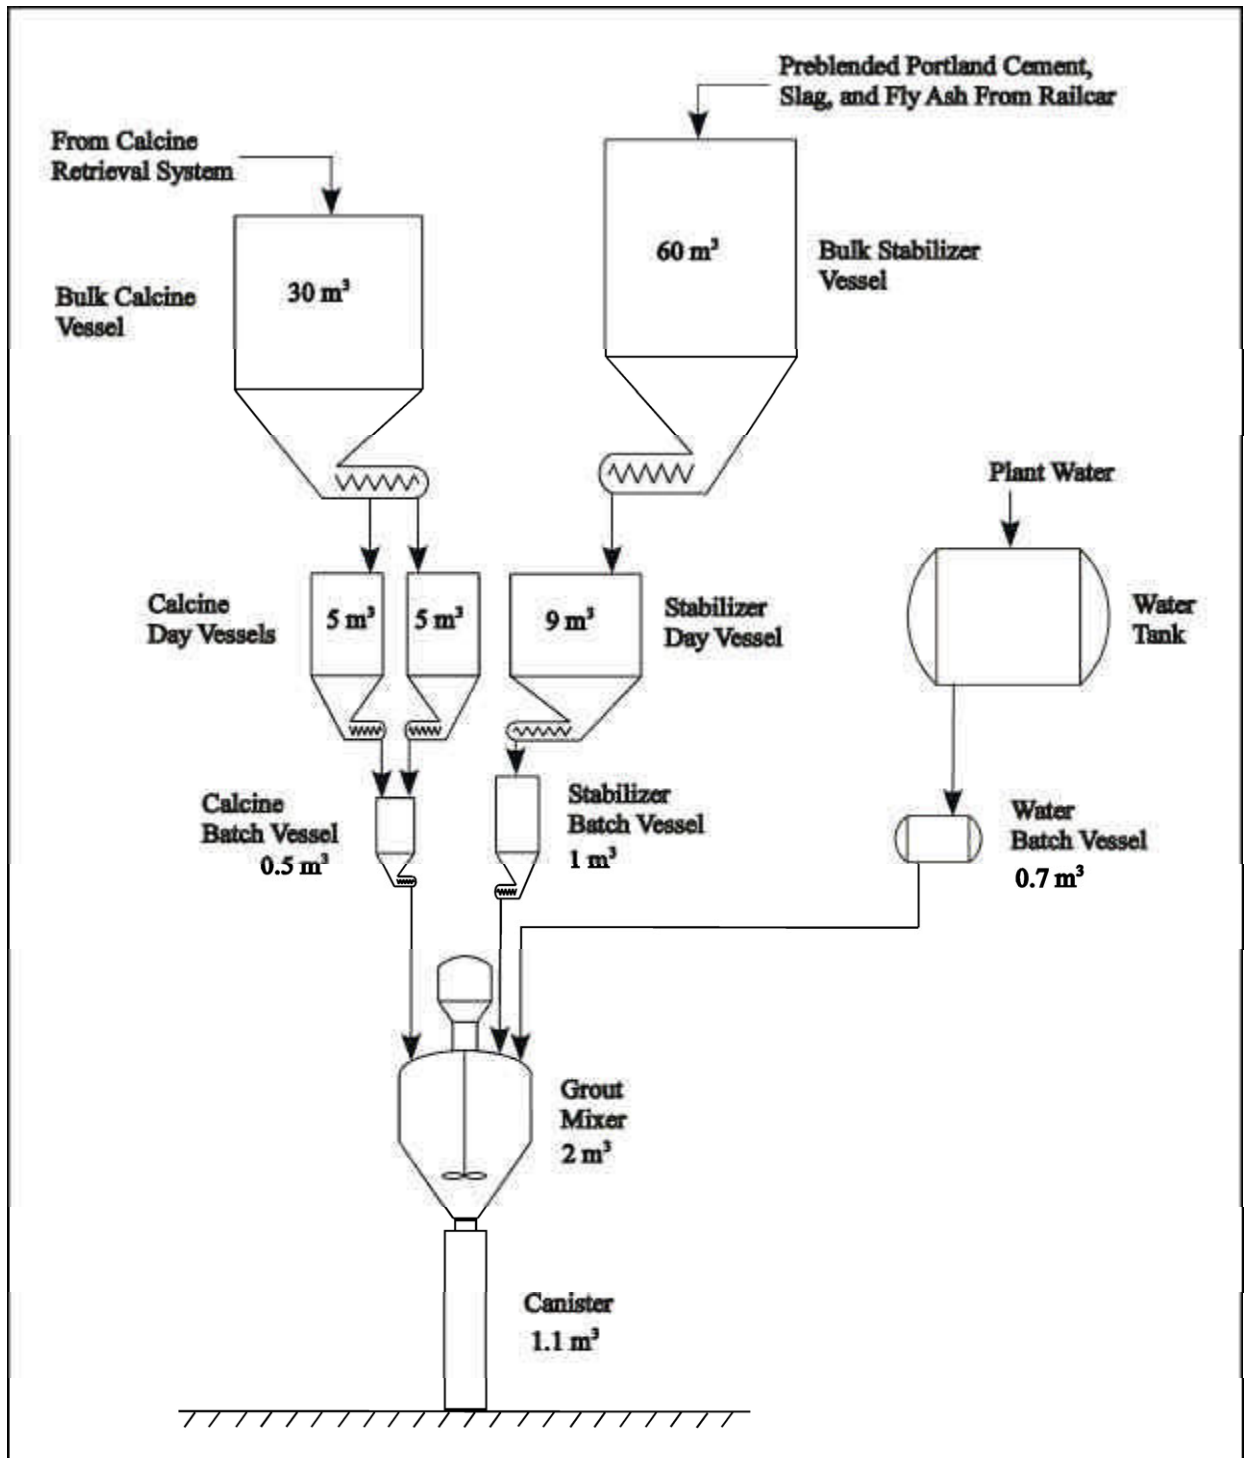 Preblended Portland Cement,
Slag, and Fly Ash From Railcar
From Calcine
Retrieval System
60 m³
Bulk Stabilizer
Vessel
30 m³
Bulk Calcine
Vessel
Plant Water
Calcine
Day Vessels
5 m³
5 m³
9 m³
Stabilizer
Day Vessel
Water
Tank
Calcine
Batch Vessel
0.5 m³
Stabilizer
Batch Vessel
1 m³
Water
Batch Vessel
0.7 m³
Grout
Mixer
2 m³
Canister
1.1 m³